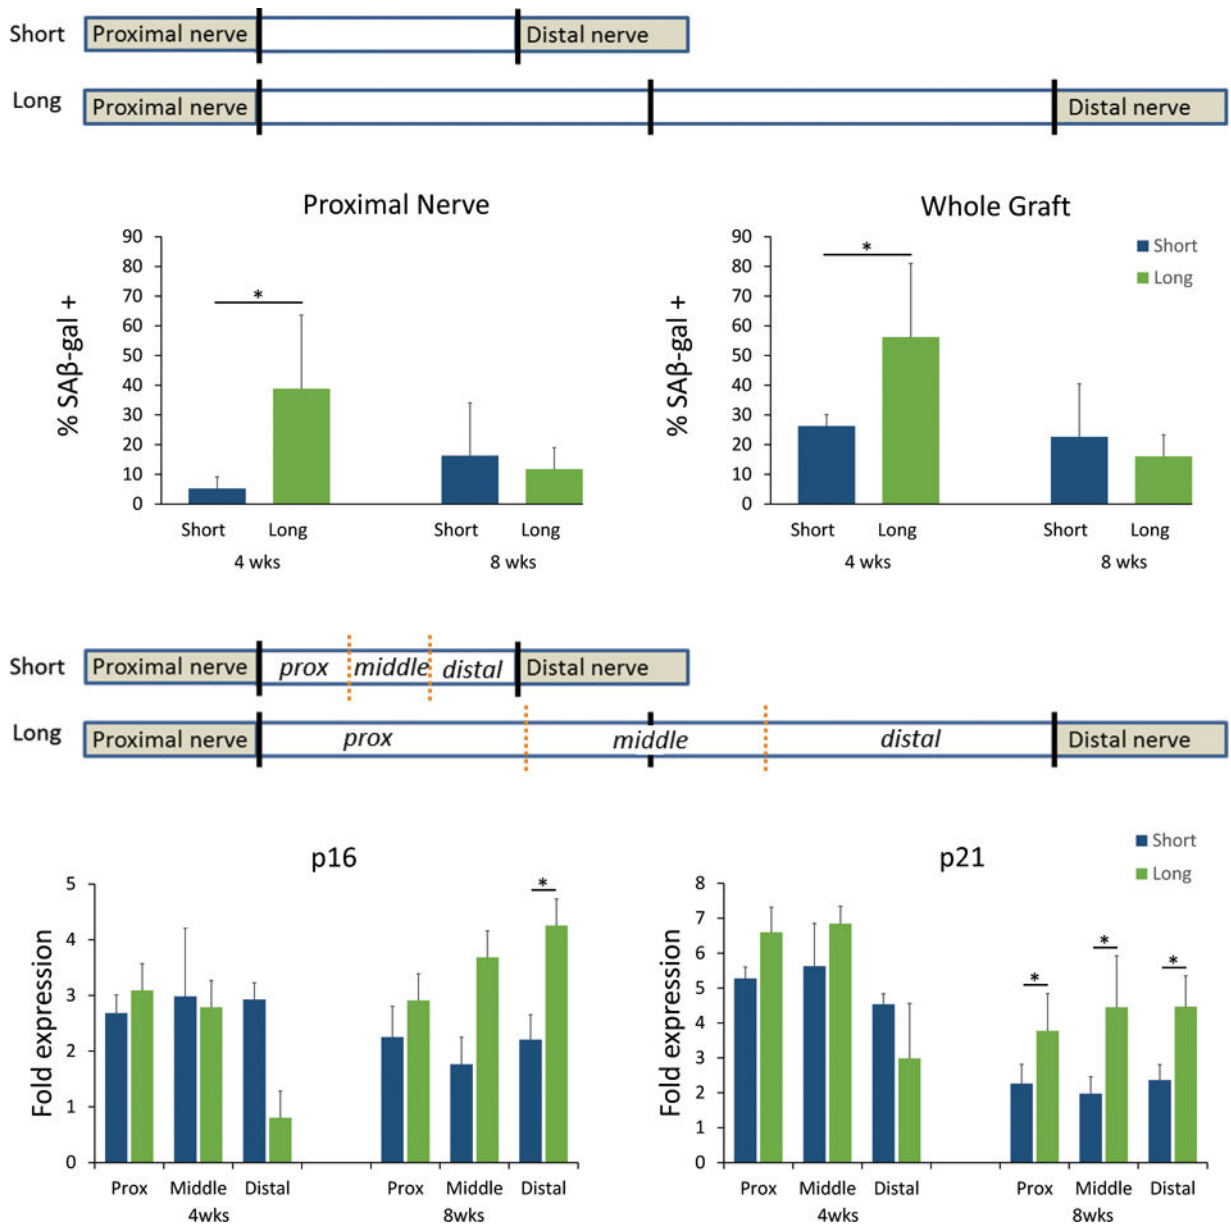 Short Proximal nerve Distal nerve
Long Proximal nerve Distal nerve
Proximal Nerve
% SAβ-gal +
90
80
70
60
50
40
30
20
10
0
*
Short Long Short Long
4 wks 8 wks
Whole Graft
% SAβ-gal +
90
80
70
60
50
40
30
20
10
0
*
Short
Long
Short Long Short Long
4 wks 8 wks
Short Proximal nerve prox middle distal Distal nerve
Long Proximal nerve prox middle distal Distal nerve
p16
Fold expression
5
4
3
2
1
0
*
Prox Middle Distal Prox Middle Distal
4wks 8wks
p21
Fold expression
8
7
6
5
4
3
2
1
0
* * *
Short
Long
Prox Middle Distal Prox Middle Distal
4wks 8wks